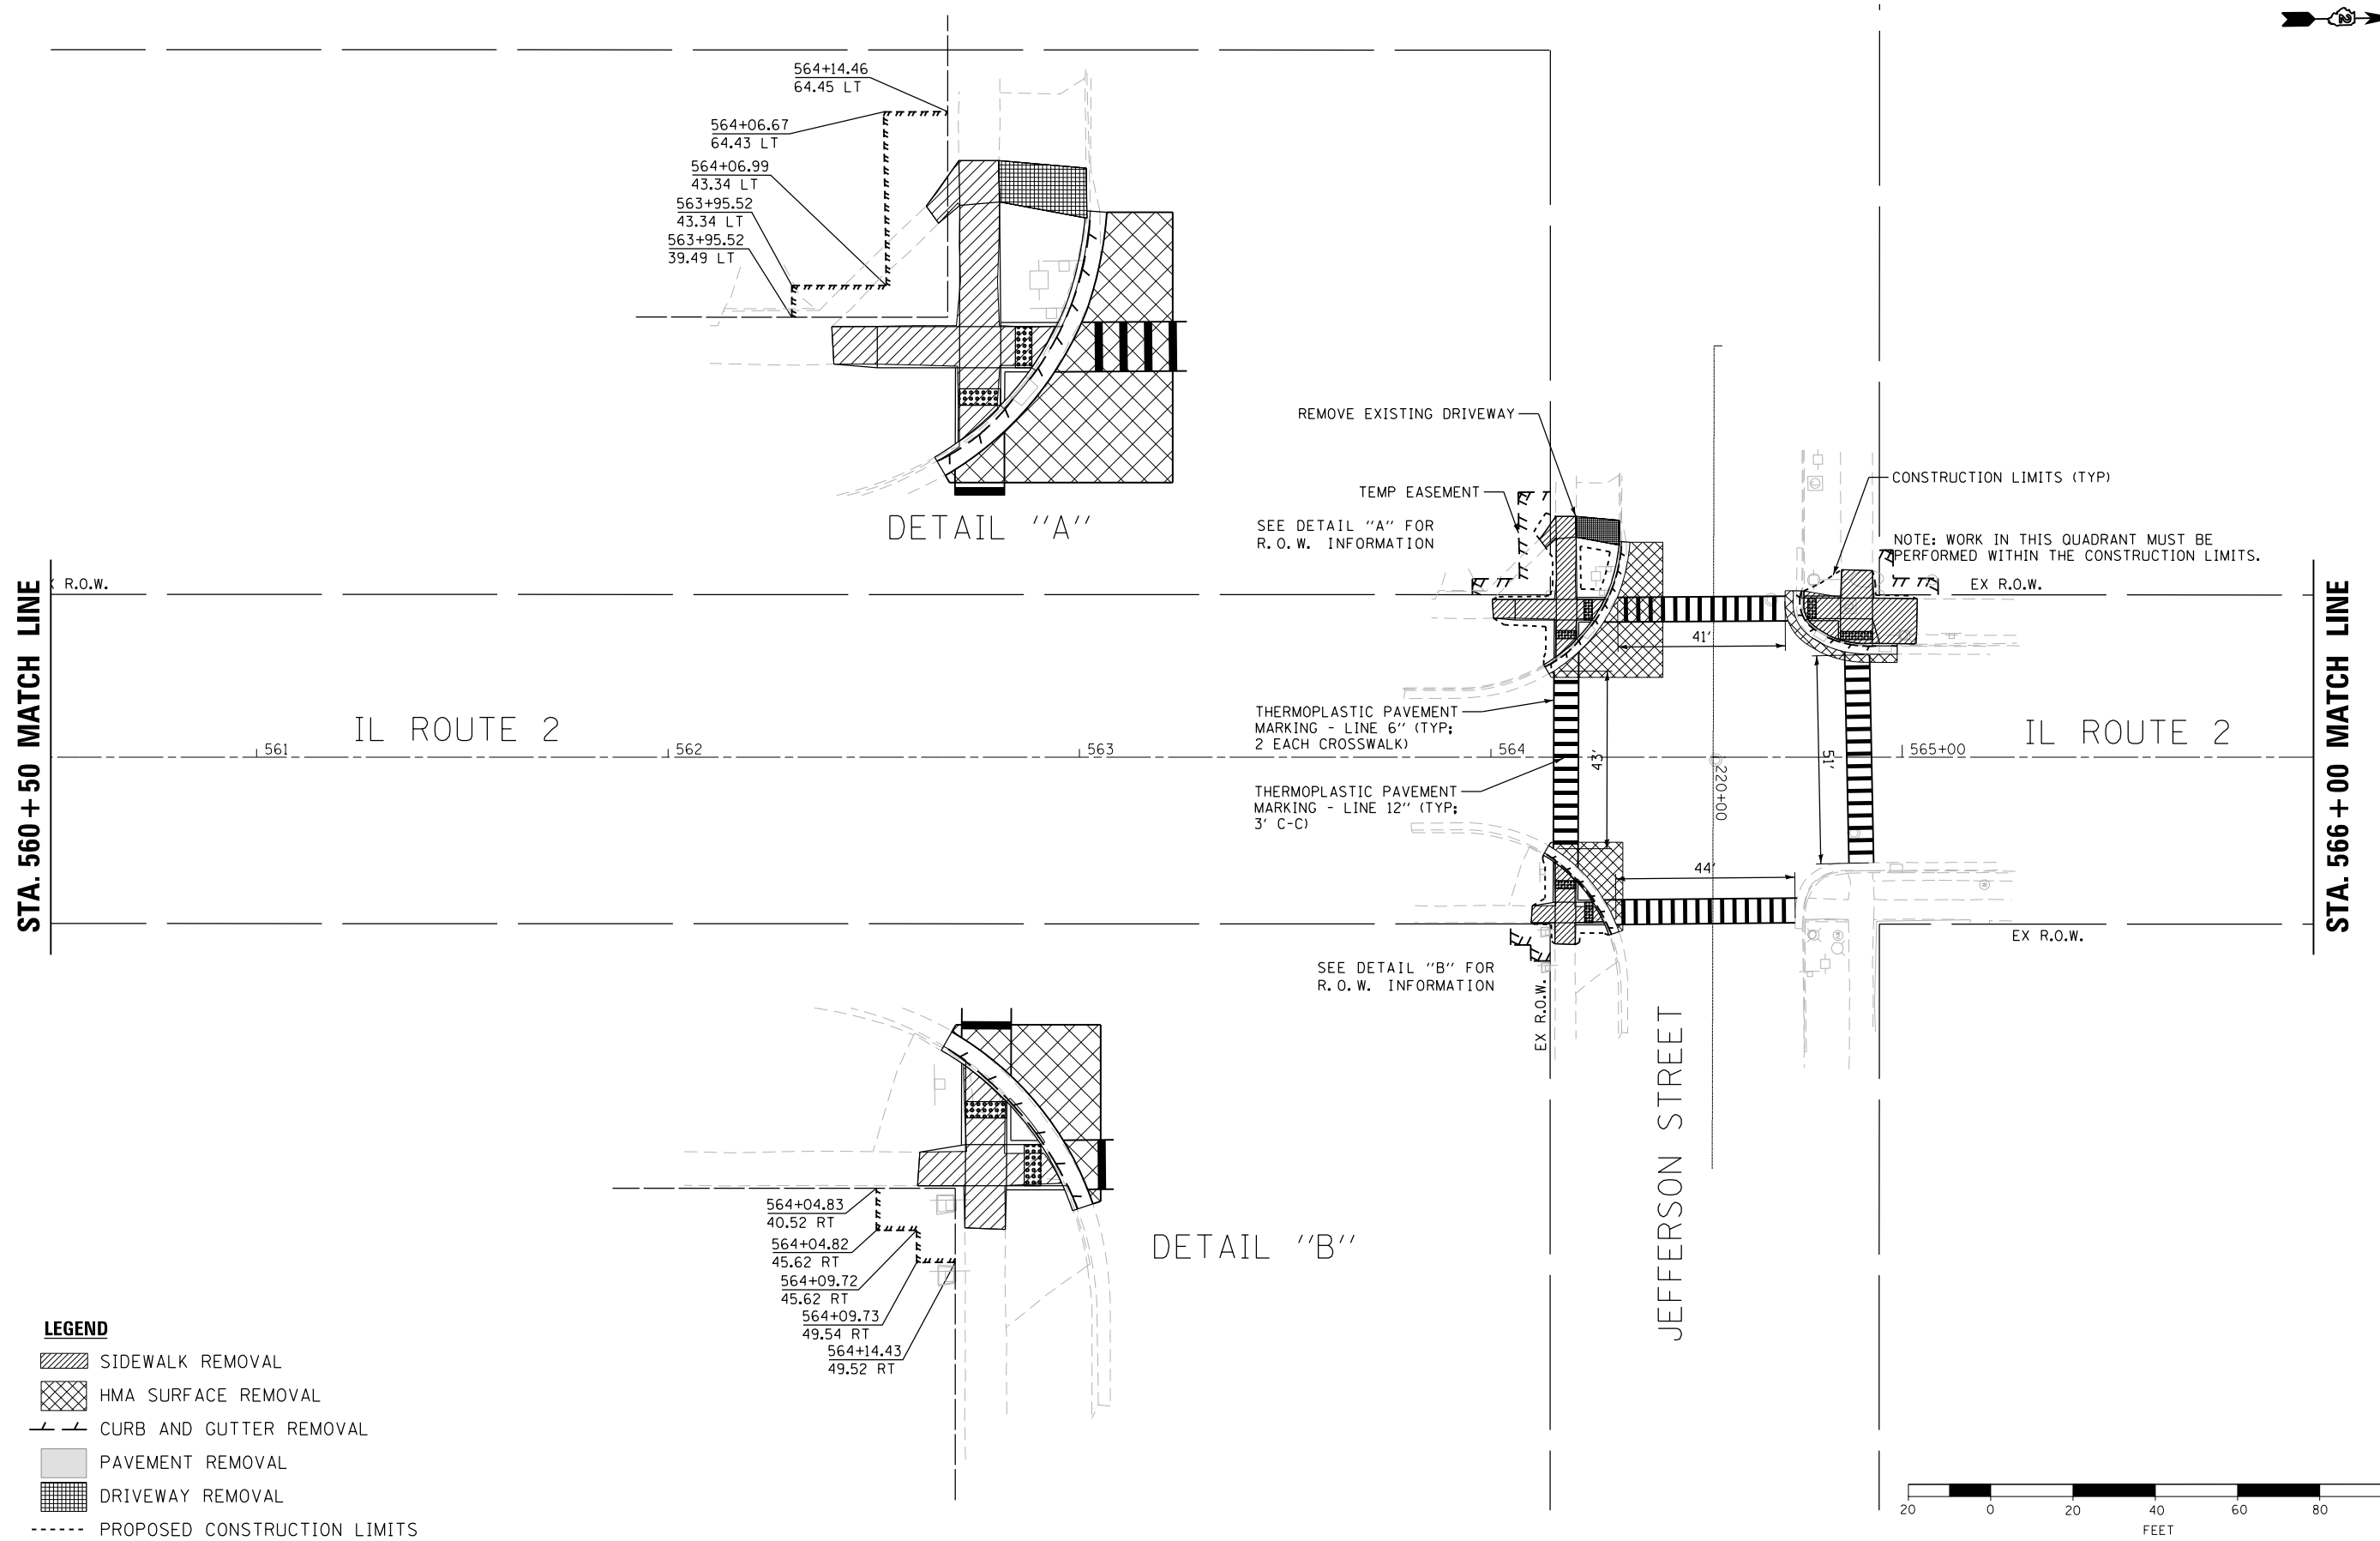 564+14.46
64.45 LT
564+06.67
64.43 LT
564+06.99
43.34 LT
563+95.52
43.34 LT
563+95.52
39.49 LT
DETAIL "A"
REMOVE EXISTING DRIVEWAY
TEMP EASEMENT
SEE DETAIL "A" FOR
R.O.W. INFORMATION
CONSTRUCTION LIMITS (TYP)
NOTE: WORK IN THIS QUADRANT MUST BE
PERFORMED WITHIN THE CONSTRUCTION LIMITS.
EX R.O.W.
R.O.W.
STA. 560+50 MATCH LINE
IL ROUTE 2
561
562
563
564
565+00
41'
43'
51'
44'
220+00
THERMOPLASTIC PAVEMENT
MARKING - LINE 6" (TYP;
2 EACH CROSSWALK)
THERMOPLASTIC PAVEMENT
MARKING - LINE 12" (TYP;
3' C-C)
IL ROUTE 2
STA. 566+00 MATCH LINE
EX R.O.W.
SEE DETAIL "B" FOR
R.O.W. INFORMATION
EX R.O.W.
JEFFERSON STREET
564+04.83
40.52 RT
564+04.82
45.62 RT
564+09.72
45.62 RT
564+09.73
49.54 RT
564+14.43
49.52 RT
DETAIL "B"
LEGEND
SIDEWALK REMOVAL
HMA SURFACE REMOVAL
CURB AND GUTTER REMOVAL
PAVEMENT REMOVAL
DRIVEWAY REMOVAL
PROPOSED CONSTRUCTION LIMITS
20 0 20 40 60 80
FEET